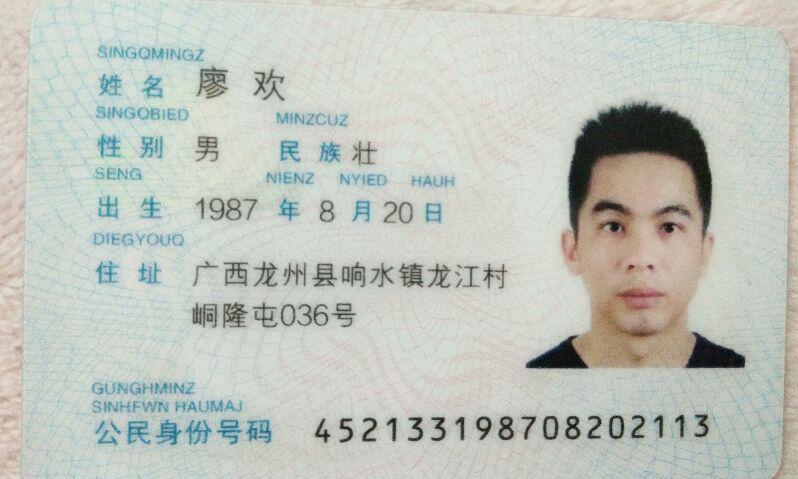 SINGQMINGZ
姓名 廖欢
SINGQBIED MINZCUZ
性别 男 民族 壮
SENG NIENZ NYIED HAUH
出生 1987 年 8 月 20 日
DIEGYOUQ
住址 广西龙州县响水镇龙江村
峒隆屯036号
GUNGHMINZ
SINHFWN HAUMAJ
公民身份号码 452133198708202113